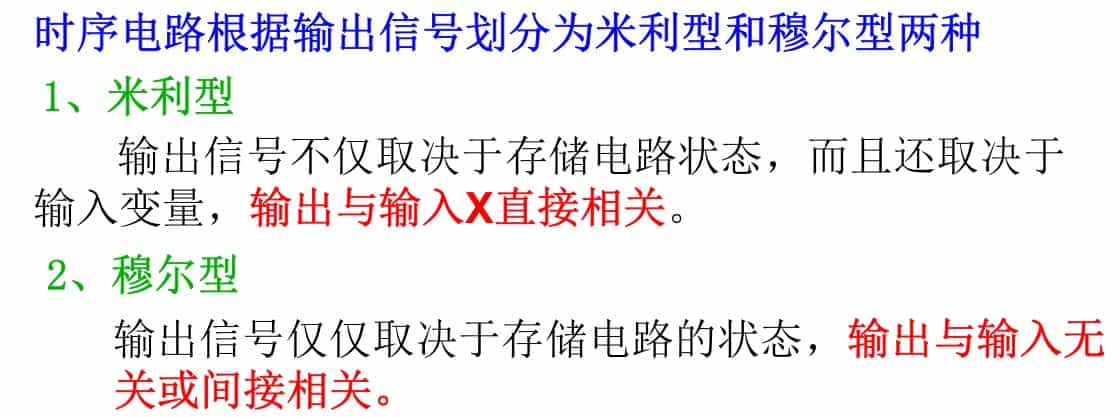 时序电路根据输出信号划分为米利型和穆尔型两种
1、米利型
输出信号不仅取决于存储电路状态，而且还取决于
输入变量，输出与输入X直接相关。
2、穆尔型
输出信号仅仅取决于存储电路的状态，输出与输入无
关或间接相关。